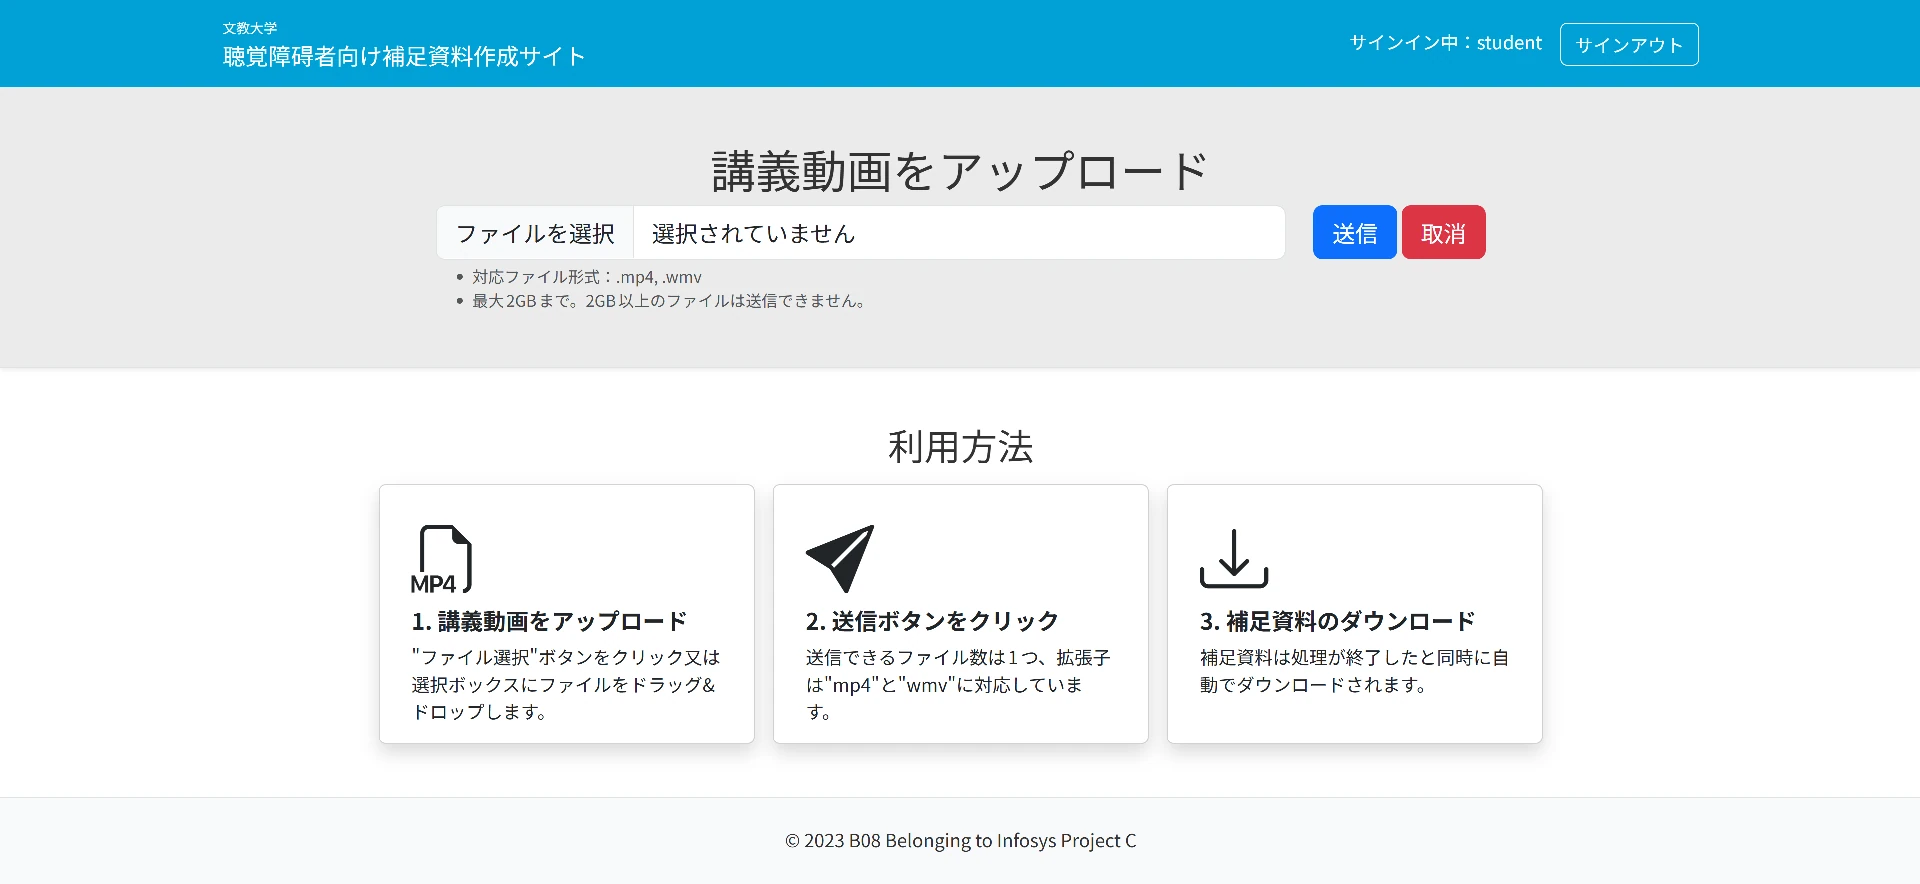 文教大学
聴覚障碍者向け補足資料作成サイト
サインイン中：student
サインアウト
講義動画をアップロード
ファイルを選択
選択されていません
送信
取消
対応ファイル形式：.mp4, .wmv
最大2GBまで。2GB以上のファイルは送信できません。
利用方法
MP4
1. 講義動画をアップロード
"ファイル選択"ボタンをクリック又は
選択ボックスにファイルをドラッグ&
ドロップします。
2. 送信ボタンをクリック
送信できるファイル数は1つ、拡張子
は"mp4"と"wmv"に対応していま
す。
3. 補足資料のダウンロード
補足資料は処理が終了したと同時に自
動でダウンロードされます。
© 2023 B08 Belonging to Infosys Project C